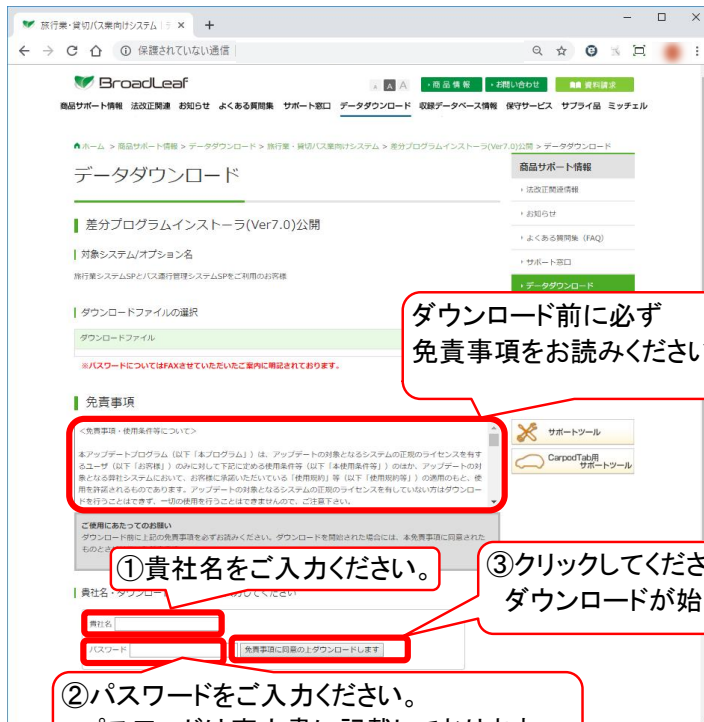 旅行業・貸切バス業向けシステム
保護されていない通信
BroadLeaf
A A A
・商品情報
・お問い合わせ
資料請求
商品サポート情報 法改正関連 お知らせ よくある質問集 サポート窓口 データダウンロード 収録データベース情報 保守サービス サプライ品 ミッチェル
ホーム > 商品サポート情報 > データダウンロード > 旅行業・貸切バス業向けシステム > 差分プログラムインストーラ(Ver7.0)公開 > データダウンロード
データダウンロード
商品サポート情報
法改正関連情報
お知らせ
よくある質問集（FAQ）
サポート窓口
データダウンロード
差分プログラムインストーラ(Ver7.0)公開
対象システム/オプション名
旅行業システムSPとバス運行管理システムSPをご利用のお客様
ダウンロードファイルの選択
ダウンロードファイル
※パスワードについてはFAXさせていただいたご案内に明記されております。
ダウンロード前に必ず
免責事項をお読みくださ
免責事項
<免責事項・使用条件等について>
本アップデートプログラム（以下「本プログラム」）は、アップデートの対象となるシステムの正規のライセンスを有す
るユーザ（以下「お客様」）のみに対して下記に定める使用条件等（以下「本使用条件等」）のほか、アップデートの対
象となる弊社システムにおいて、お客様に承諾いただいている「使用規約」等（以下「使用規約等」）の適用のもと、使
用を許諾されるものであります。アップデートの対象となるシステムの正規のライセンスを有していない方はダウンロー
ドを行うことはできず、一切の使用を行うことはできませんので、ご注意下さい。
サポートツール
CarpodTab用
サポートツール
ご使用にあたってのお願い
ダウンロード前に上記の免責事項を必ずお読みください。ダウンロードを開始された場合には、本免責事項に同意された
ものとさ
①貴社名をご入力ください。
③クリックしてくださ
ダウンロードが始
貴社名・ダウンロー
ください
貴社名
パスワード
免責事項に同意の上ダウンロードします
②パスワードをご入力ください。